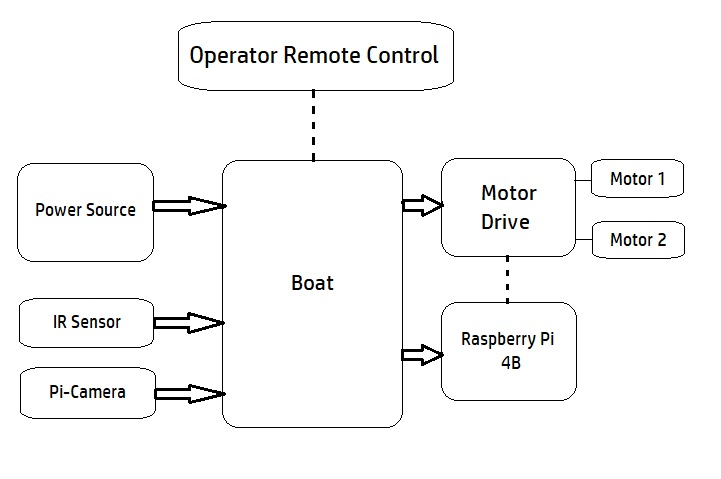 Operator Remote Control
Power Source
IR Sensor
Pi-Camera
Boat
Motor
Drive
Motor 1
Motor 2
Raspberry Pi
4B